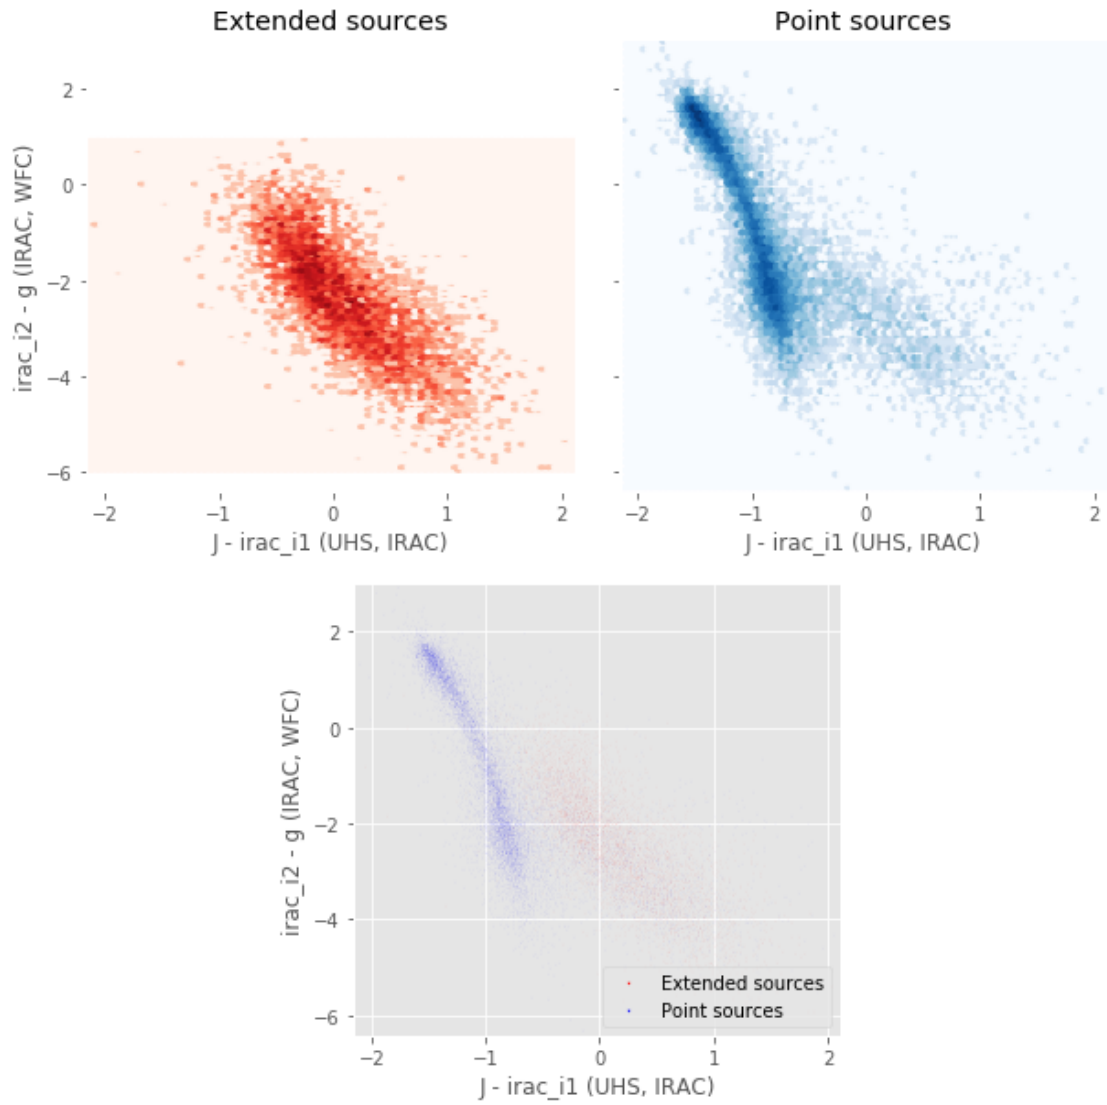 Extended sources
Point sources
irac_i2 - g (IRAC, WFC)
2
0
−2
−4
−6
−2
−1
0
1
2
−2
−1
0
1
2
J - irac_i1 (UHS, IRAC)
J - irac_i1 (UHS, IRAC)
irac_i2 - g (IRAC, WFC)
2
0
−2
−4
−6
Extended sources
Point sources
−2
−1
0
1
2
J - irac_i1 (UHS, IRAC)